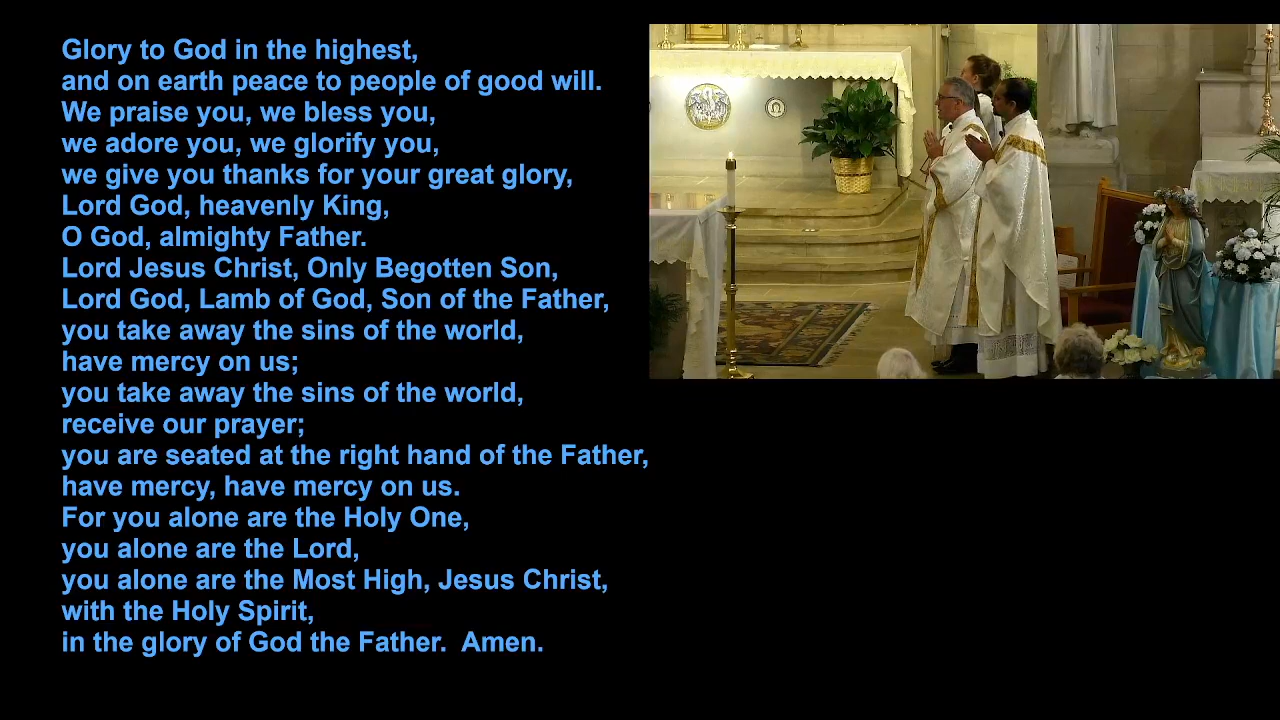 Glory to God in the highest,
and on earth peace to people of good will.
We praise you, we bless you,
we adore you, we glorify you,
we give you thanks for your great glory,
Lord God, heavenly King,
O God, almighty Father.
Lord Jesus Christ, Only Begotten Son,
Lord God, Lamb of God, Son of the Father,
you take away the sins of the world,
have mercy on us;
you take away the sins of the world,
receive our prayer;
you are seated at the right hand of the Father,
have mercy, have mercy on us.
For you alone are the Holy One,
you alone are the Lord,
you alone are the Most High, Jesus Christ,
with the Holy Spirit,
in the glory of God the Father.  Amen.